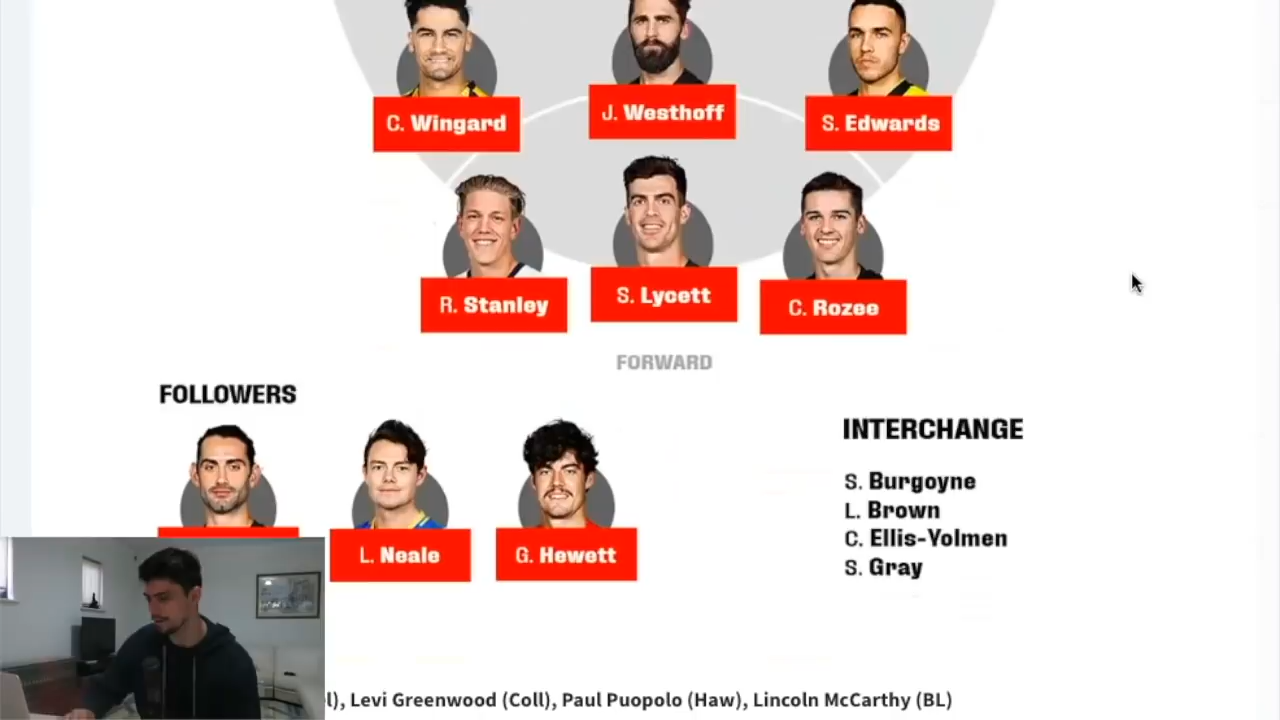 C. Wingard
J. Westhoff
S. Edwards
R. Stanley
S. Lycett
C. Rozee
FORWARD
FOLLOWERS
L. Neale
G. Hewett
INTERCHANGE
S. Burgoyne
L. Brown
C. Ellis-Yolmen
S. Gray
l), Levi Greenwood (Coll), Paul Puopolo (Haw), Lincoln McCarthy (BL)